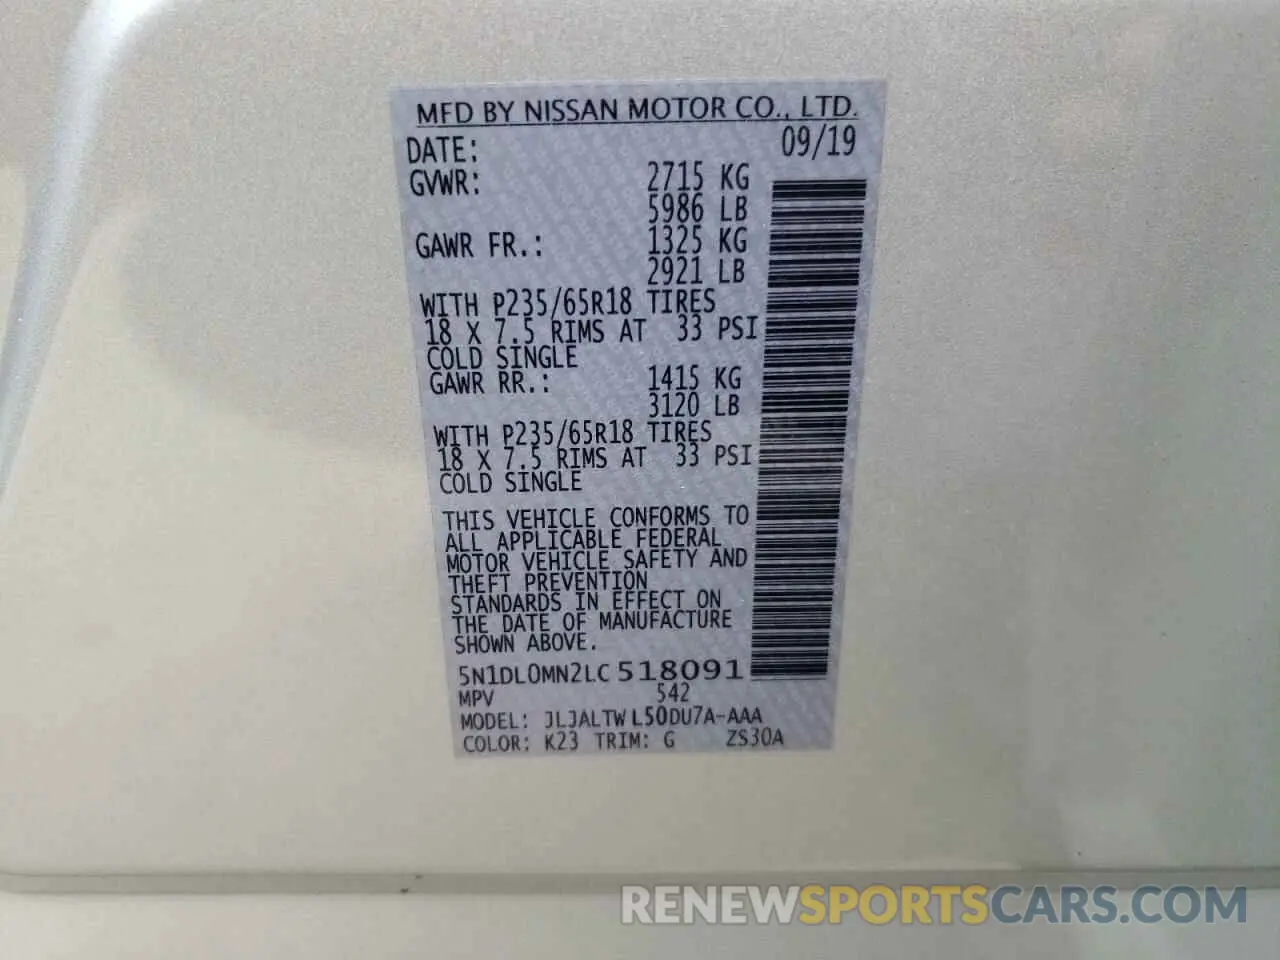 MFD BY NISSAN MOTOR CO., LTD.
DATE: 09/19
GVWR: 2715 KG
5986 LB
GAWR FR.: 1325 KG
2921 LB
WITH P235/65R18 TIRES
18 X 7.5 RIMS AT 33 PSI
COLD SINGLE
GAWR RR.: 1415 KG
3120 LB
WITH P235/65R18 TIRES
18 X 7.5 RIMS AT 33 PSI
COLD SINGLE
THIS VEHICLE CONFORMS TO
ALL APPLICABLE FEDERAL
MOTOR VEHICLE SAFETY AND
THEFT PREVENTION
STANDARDS IN EFFECT ON
THE DATE OF MANUFACTURE
SHOWN ABOVE.
5N1DL0MN2LC518091
MPV 542
MODEL: JLJALTWL50DU7A-AAA
COLOR: K23 TRIM: G ZS30A
RENEWSPORTSCARS.COM